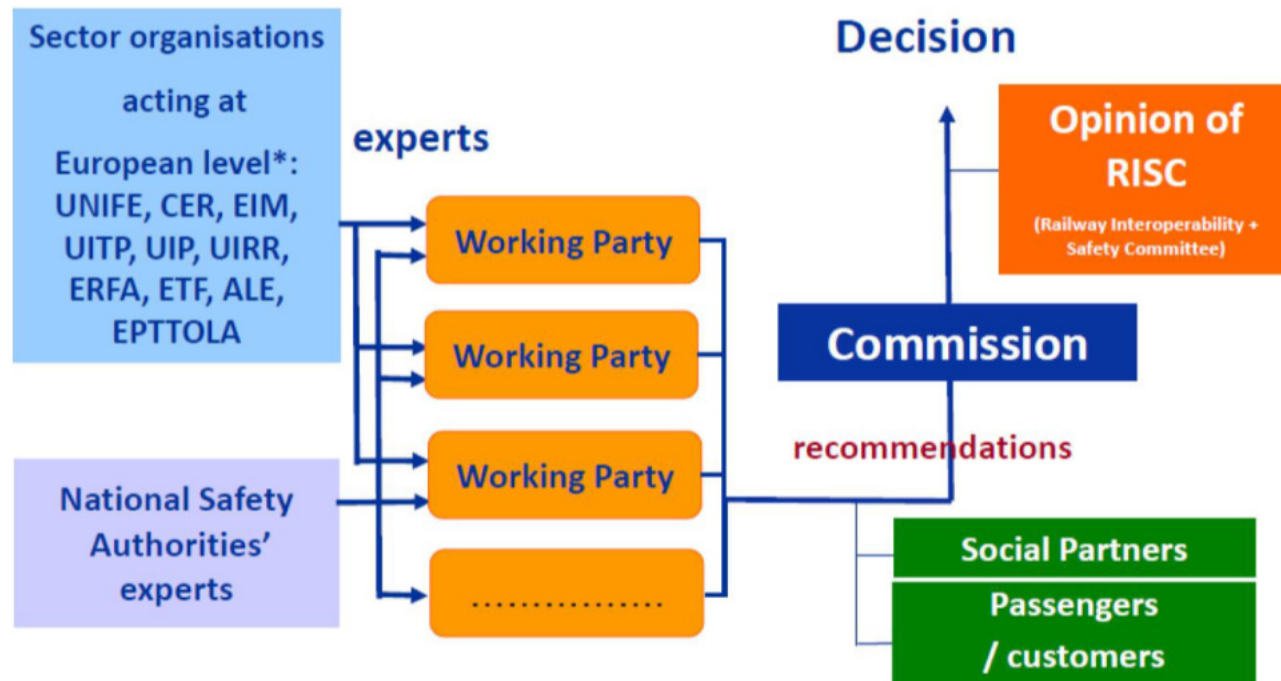 Sector organisations
acting at
European level*:
UNIFE, CER, EIM,
UITP, UIP, UIRR,
ERFA, ETF, ALE,
EPTTOLA
National Safety
Authorities’
experts
experts
Working Party
Working Party
Working Party
................
Decision
Opinion of
RISC
(Railway Interoperability +
Safety Committee)
Commission
recommendations
Social Partners
Passengers
/ customers